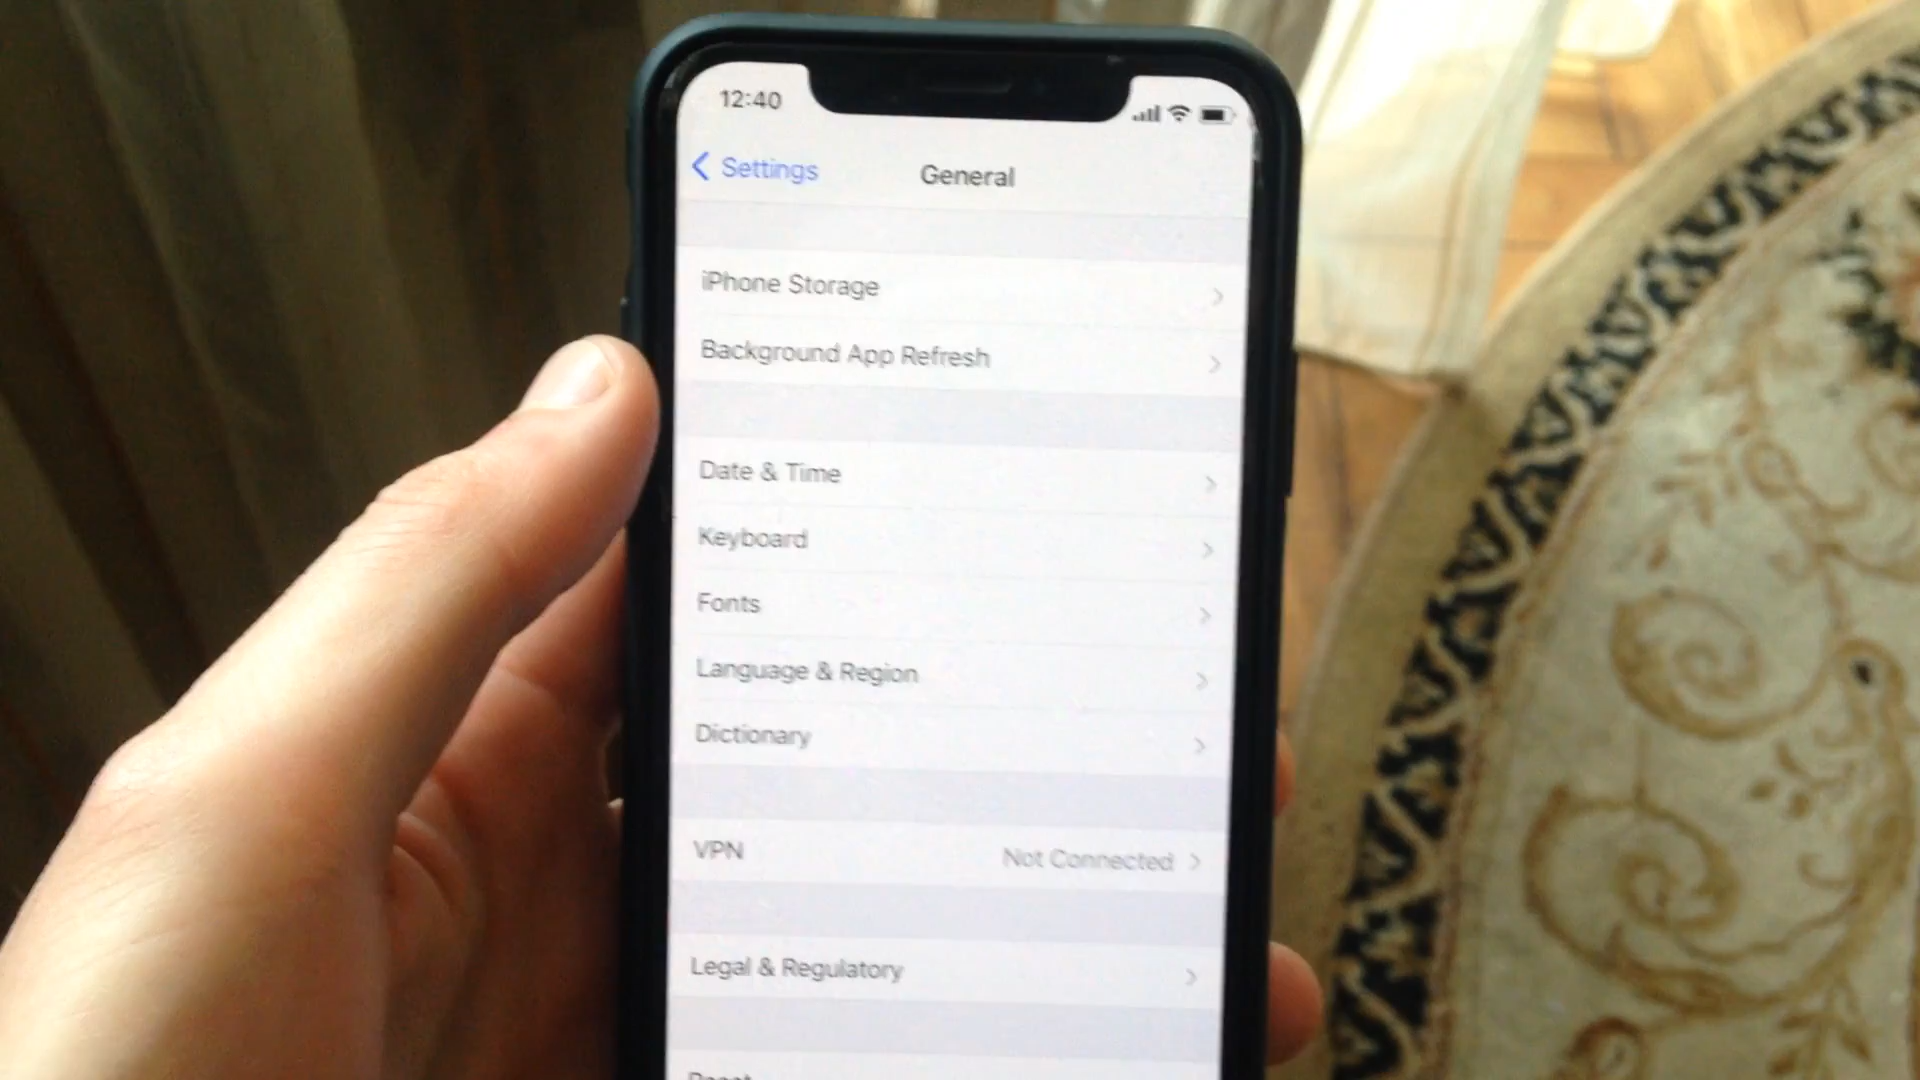 12:40
Settings
General
iPhone Storage
Background App Refresh
Date & Time
Keyboard
Fonts
Language & Region
Dictionary
VPN Not Connected
Legal & Regulatory
Reset